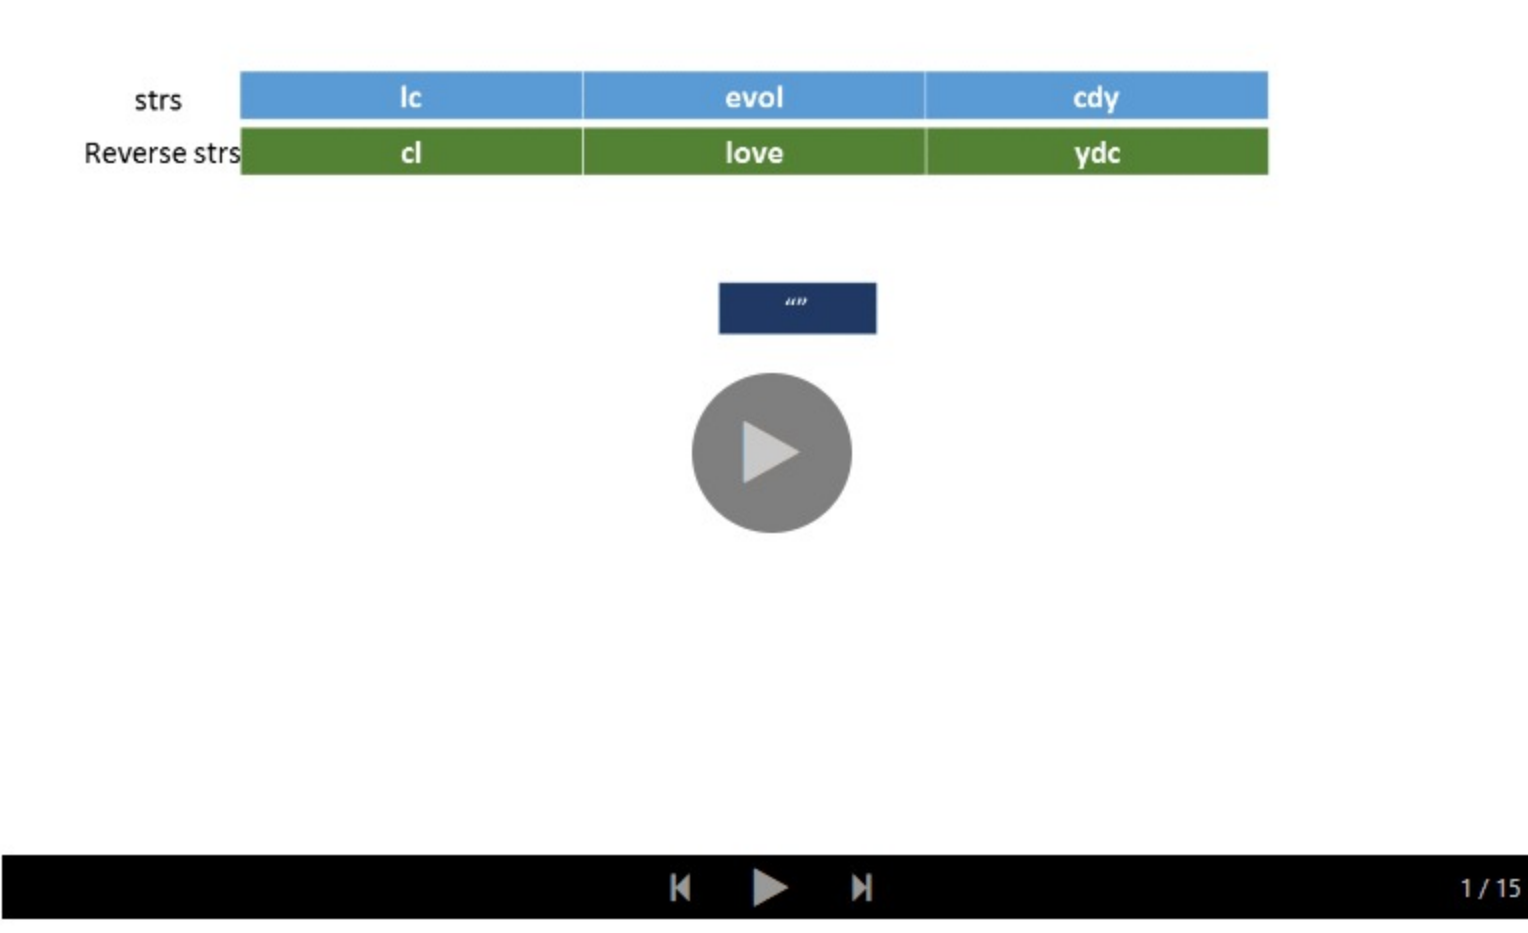 strs lc evol cdy
Reverse strs cl love ydc
“”
1 / 15